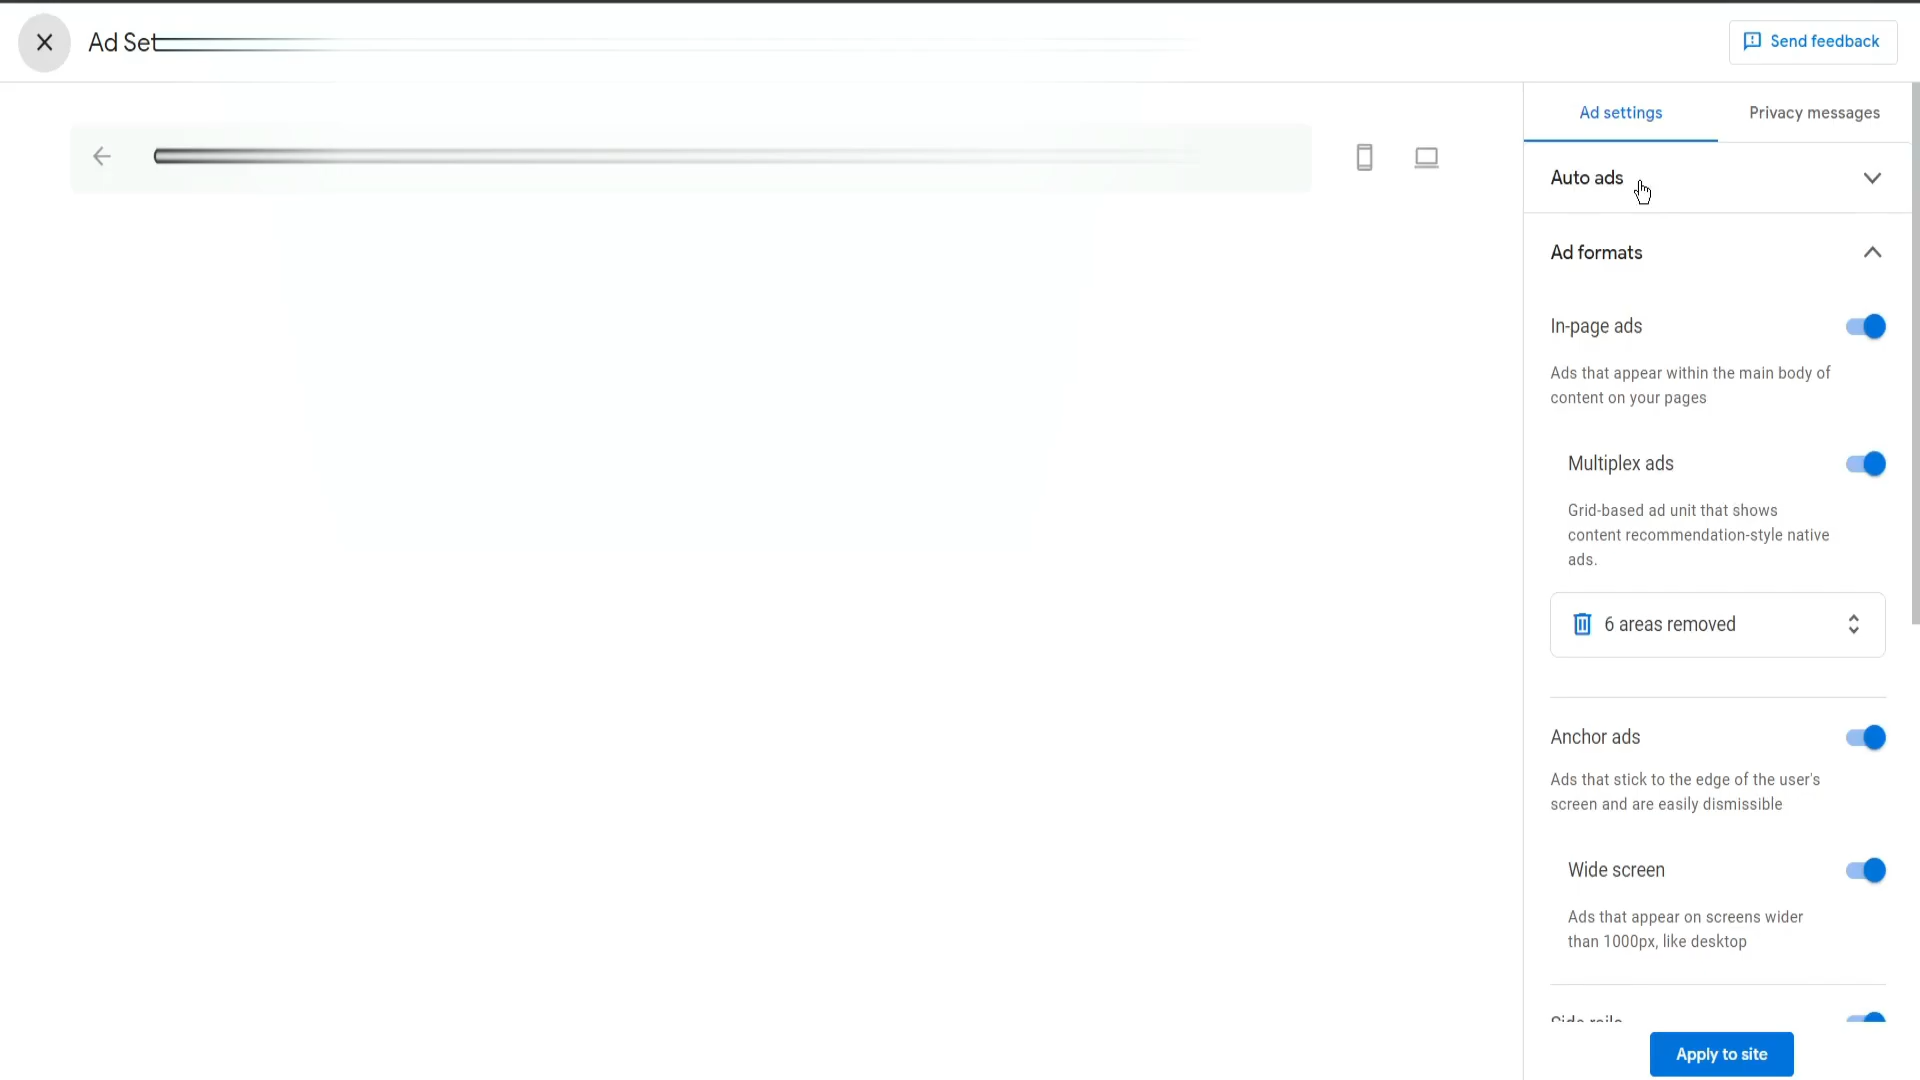 Ad Set
Send feedback
Ad settings
Privacy messages
Auto ads
Ad formats
In-page ads
Ads that appear within the main body of
content on your pages
Multiplex ads
Grid-based ad unit that shows
content recommendation-style native
ads.
6 areas removed
Anchor ads
Ads that stick to the edge of the user's
screen and are easily dismissible
Wide screen
Ads that appear on screens wider
than 1000px, like desktop
Side rails
Apply to site